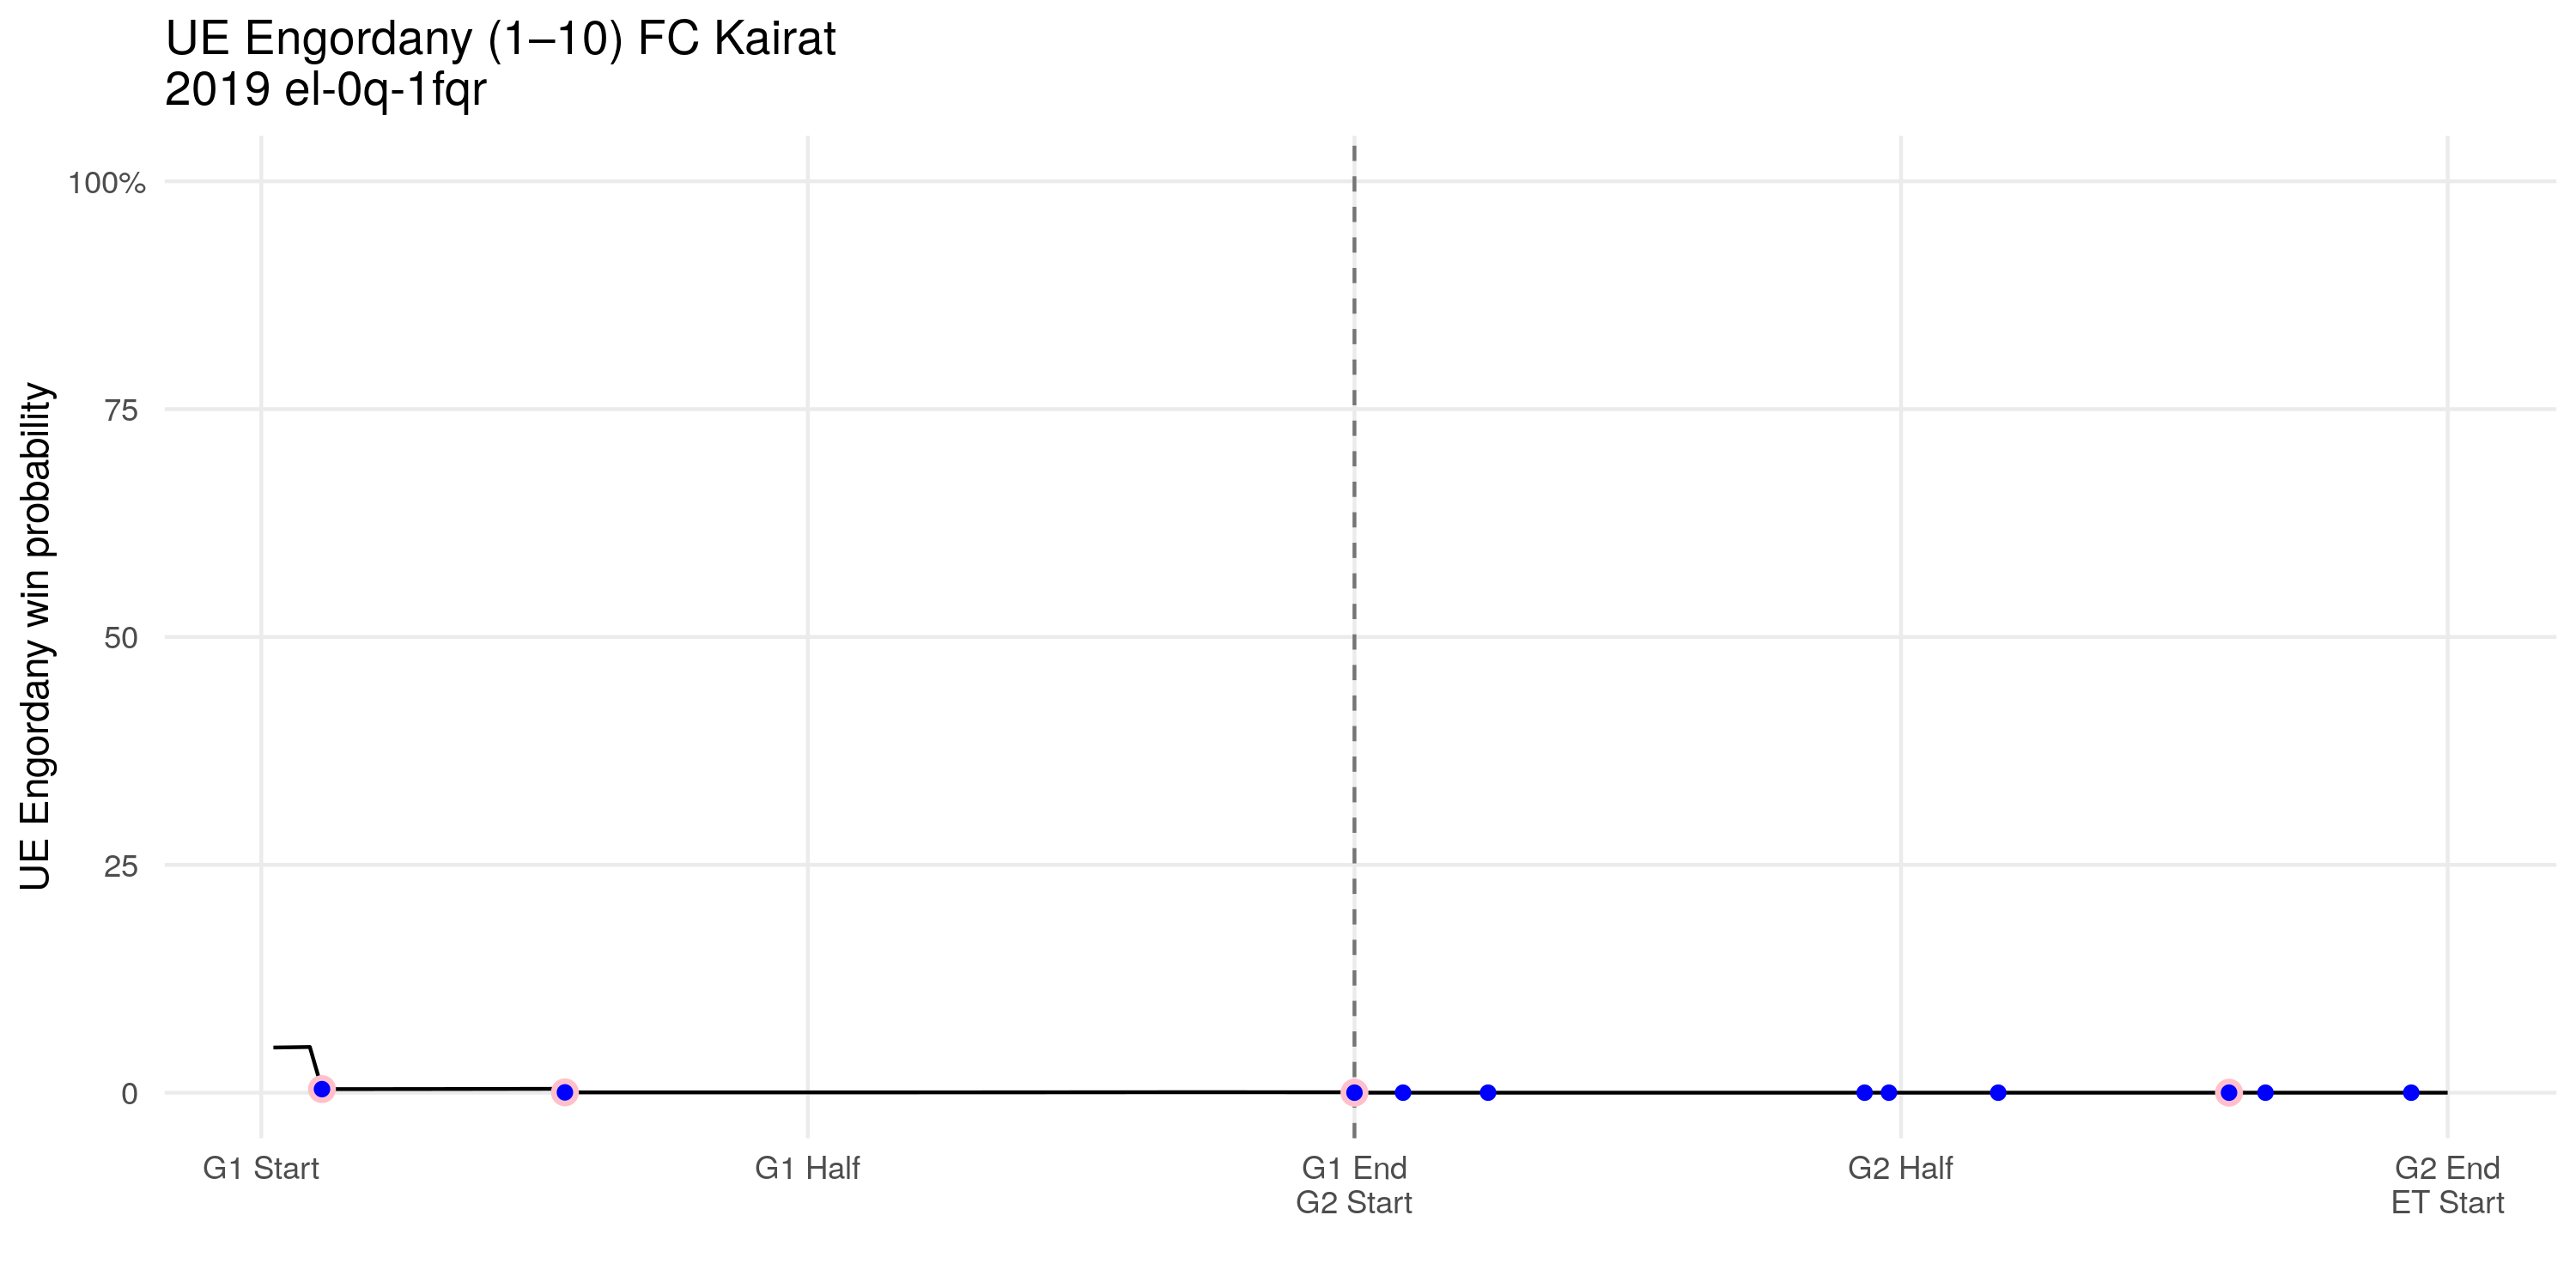 UE Engordany (1–10) FC Kairat
2019 el-0q-1fqr
UE Engordany win probability
100%
75
50
25
0
G1 Start
G1 Half
G1 End
G2 Start
G2 Half
G2 End
ET Start